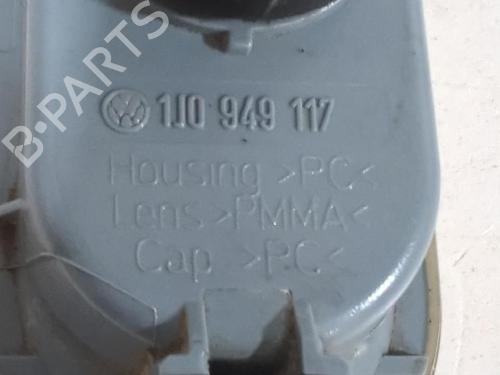 B-PARTS
1J0 949 117
Housing >PC<
Lens >PMMA<
Cap >PC<